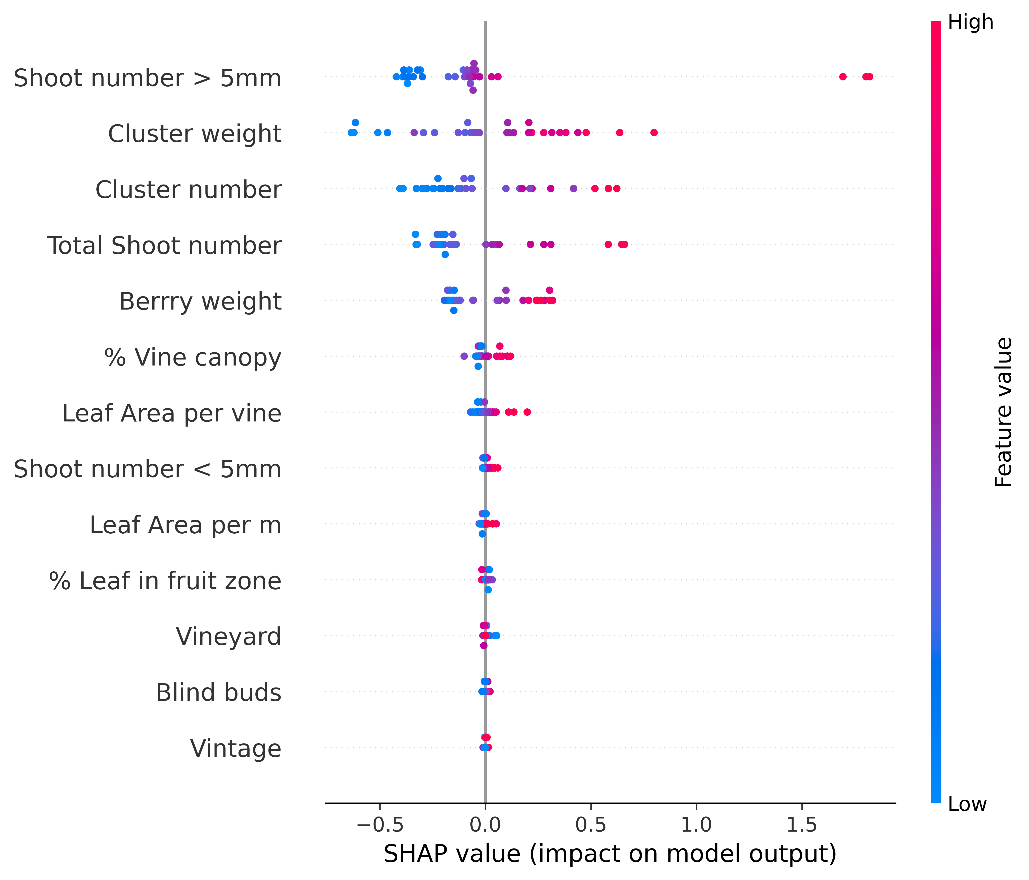 High
Shoot number > 5mm
Cluster weight
Cluster number
Total Shoot number
Berrry weight
% Vine canopy
Leaf Area per vine
Shoot number < 5mm
Leaf Area per m
% Leaf in fruit zone
Vineyard
Blind buds
Vintage
Feature value
Low
−0.5 0.0 0.5 1.0 1.5
SHAP value (impact on model output)